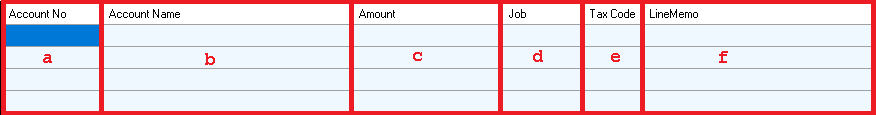 Account No Account Name Amount Job Tax Code LineMemo
a b c d e f